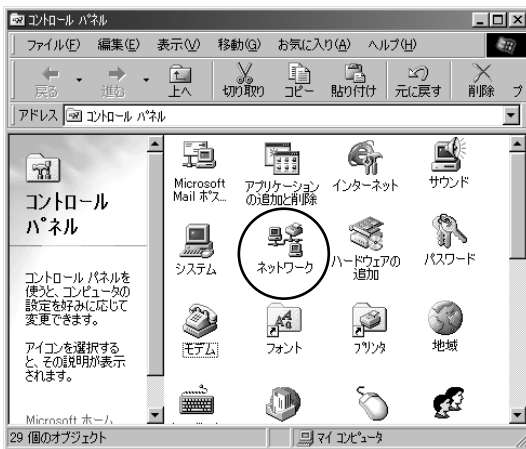 コントロール パネル
ファイル(F) 編集(E) 表示(V) 移動(G) お気に入り(A) ヘルプ(H)
戻る 進む 上へ 切り取り コピー 貼り付け 元に戻す 削除 プ
アドレス コントロール パネル
コントロール
パネル
コントロール パネルを
使うと、コンピュータの
設定を好みに応じて
変更できます。
アイコンを選択する
と、その説明が表示
されます。
Microsoft ホーム
Microsoft
Mail ポス...
アプリケーション
の追加と削除
インターネット
サウンド
システム
ネットワーク
ハードウェアの
追加
パスワード
モデム
フォント
プリンタ
地域
29 個のオブジェクト
マイ コンピュータ